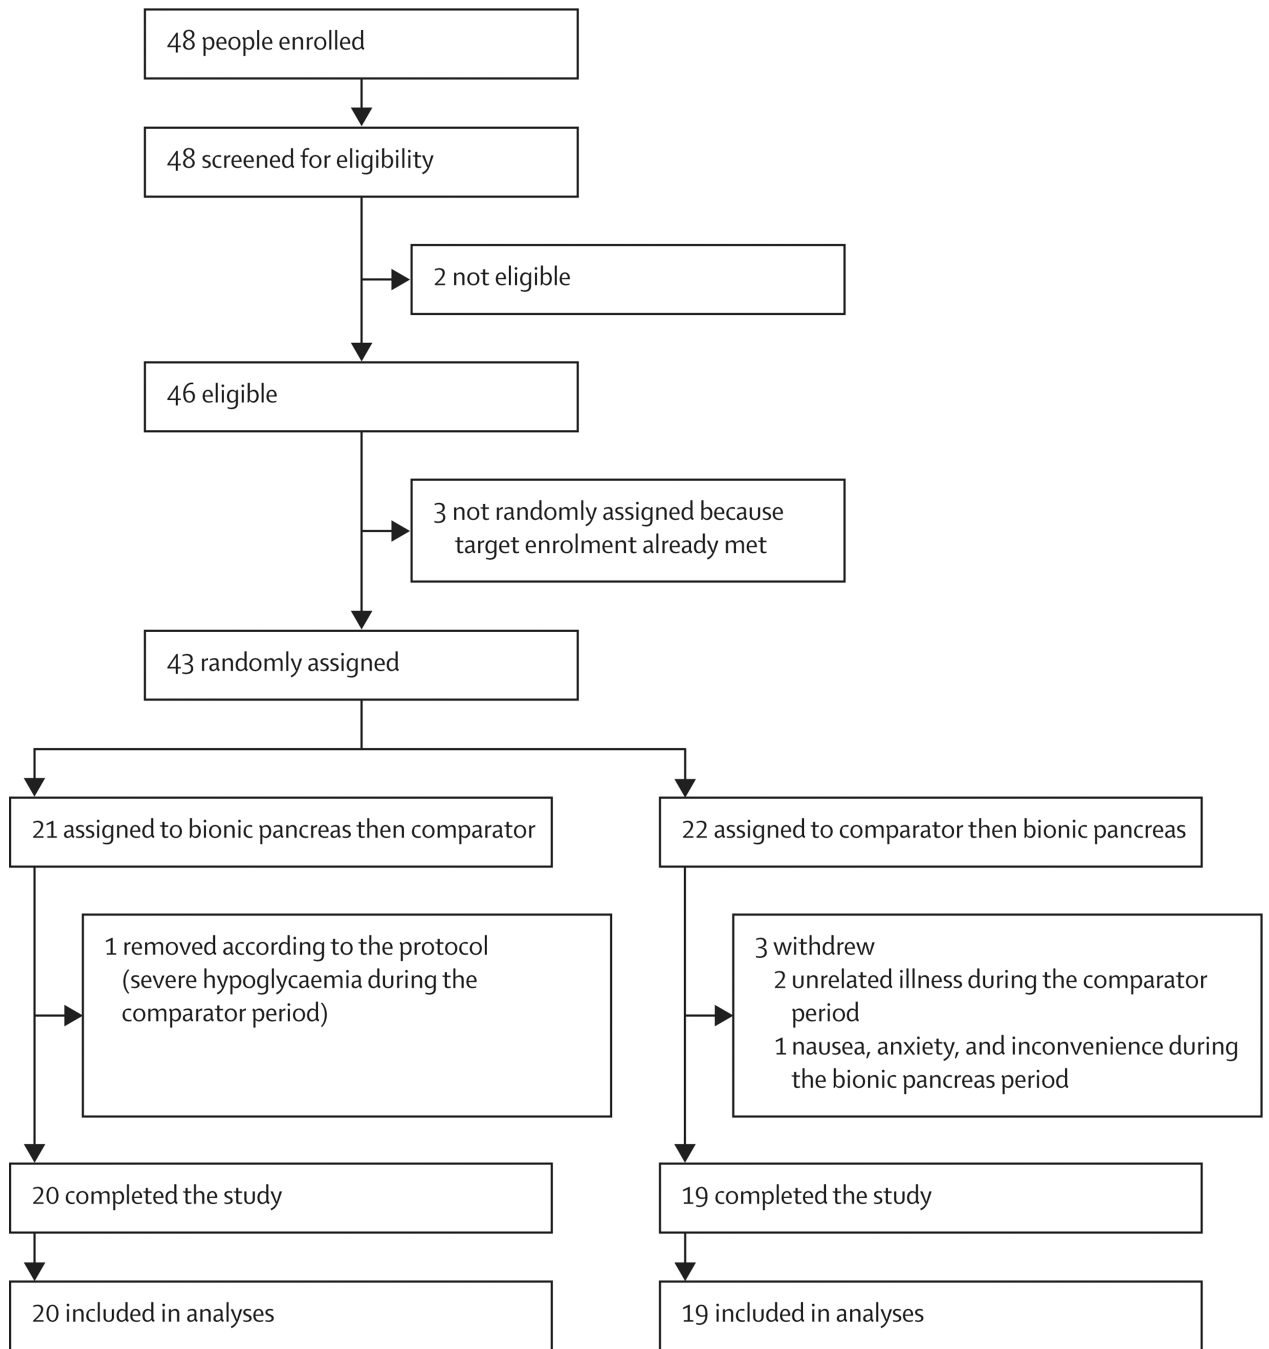 48 people enrolled
48 screened for eligibility
2 not eligible
46 eligible
3 not randomly assigned because
target enrolment already met
43 randomly assigned
21 assigned to bionic pancreas then comparator
22 assigned to comparator then bionic pancreas
1 removed according to the protocol
(severe hypoglycaemia during the
comparator period)
3 withdrew
2 unrelated illness during the comparator
period
1 nausea, anxiety, and inconvenience during
the bionic pancreas period
20 completed the study
19 completed the study
20 included in analyses
19 included in analyses